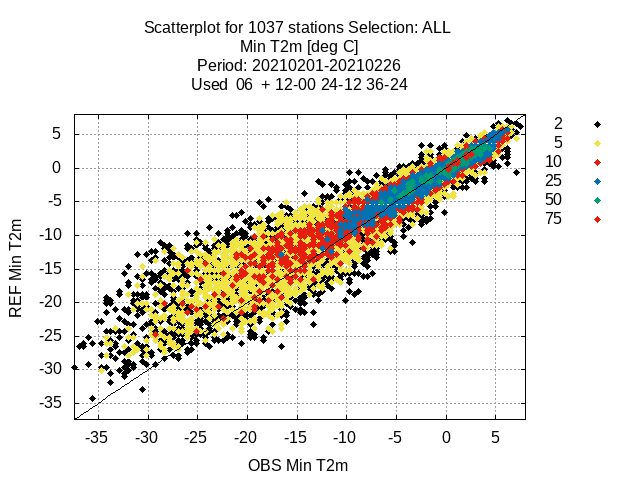 Scatterplot for 1037 stations Selection: ALL
Min T2m [deg C]
Period: 20210201-20210226
Used  06  + 12-00 24-12 36-24
2
5
10
25
50
75
5
0
-5
-10
-15
-20
-25
-30
-35
REF Min T2m
-35 -30 -25 -20 -15 -10 -5 0 5
OBS Min T2m